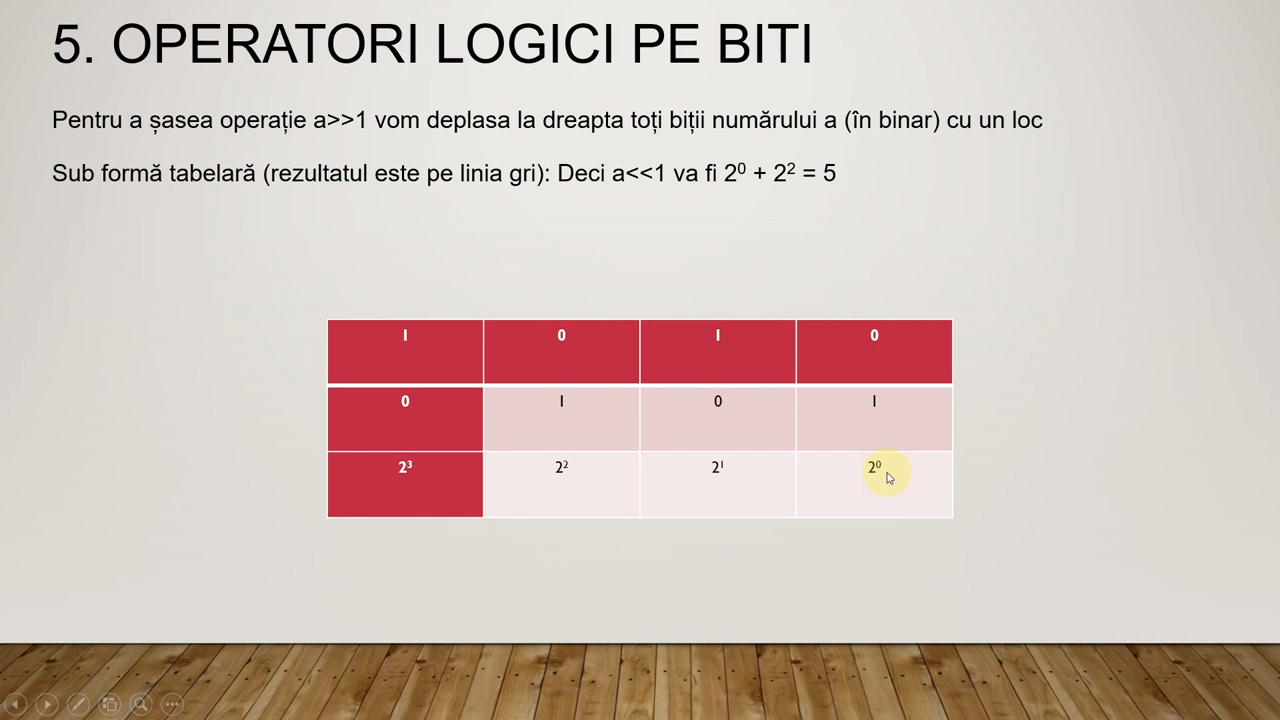 5. OPERATORI LOGICI PE BITI
Pentru a șasea operație a>>1 vom deplasa la dreapta toți biții numărului a (în binar) cu un loc
Sub formă tabelară (rezultatul este pe linia gri): Deci a<<1 va fi 2⁰ + 2² = 5
1 0 1 0
0 1 0 1
2³ 2² 2¹ 2⁰